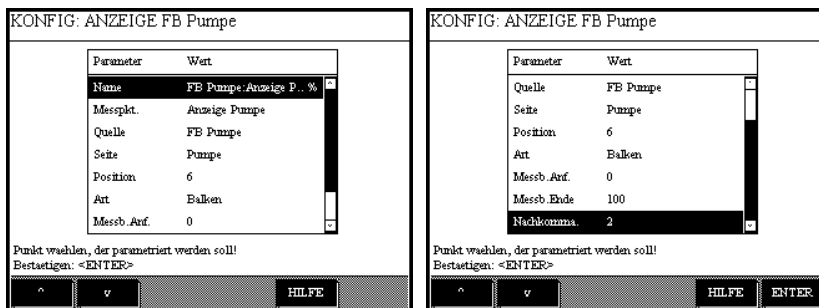 KONFIG: ANZEIGE FB Pumpe
Parameter Wert
Name FB Pumpe:Anzeige P.. %
Messpkt. Anzeige Pumpe
Quelle FB Pumpe
Seite Pumpe
Position 6
Art Balken
Messb.Anf. 0
Punkt waehlen, der parametriert werden soll!
Bestaetigen: <ENTER>
^ v HILFE
KONFIG: ANZEIGE FB Pumpe
Parameter Wert
Quelle FB Pumpe
Seite Pumpe
Position 6
Art Balken
Messb.Anf. 0
Messb.Ende 100
Nachkomma. 2
Punkt waehlen, der parametriert werden soll!
Bestaetigen: <ENTER>
^ v HILFE ENTER